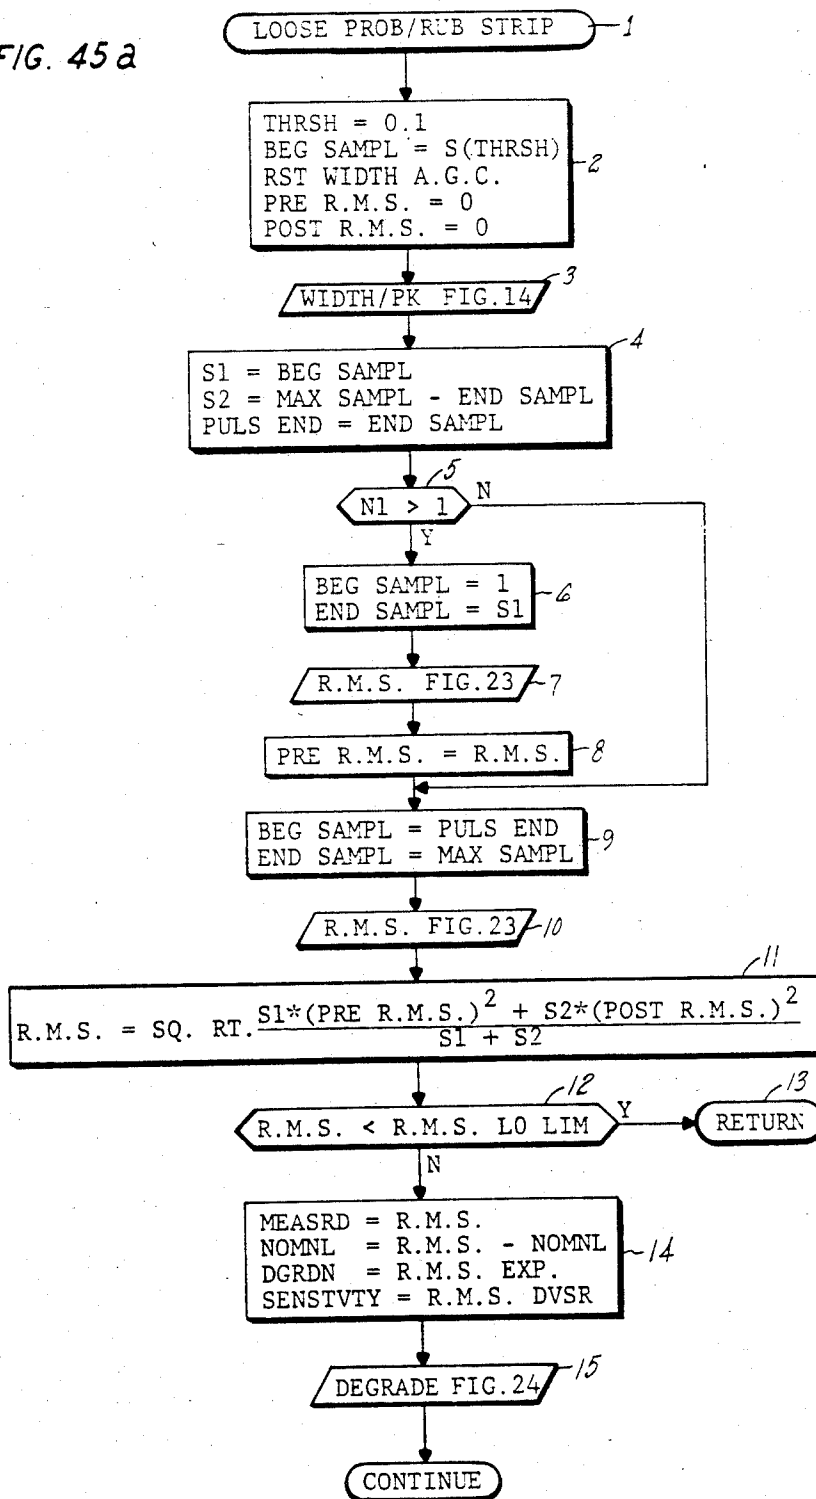 FIG. 45a
LOOSE PROB/RUB STRIP
1
THRSH = 0.1
BEG SAMPL = S(THRSH)
RST WIDTH A.G.C.
PRE R.M.S. = 0
POST R.M.S. = 0
2
WIDTH/PK FIG.14
3
S1 = BEG SAMPL
S2 = MAX SAMPL - END SAMPL
PULS END = END SAMPL
4
N1 > 1
5
N
Y
BEG SAMPL = 1
END SAMPL = S1
6
R.M.S. FIG.23
7
PRE R.M.S. = R.M.S.
8
BEG SAMPL = PULS END
END SAMPL = MAX SAMPL
9
R.M.S. FIG.23
10
11
R.M.S. = SQ. RT. S1*(PRE R.M.S.)² + S2*(POST R.M.S.)²
S1 + S2
R.M.S. < R.M.S. LO LIM
12
Y
RETURN
13
N
MEASRD = R.M.S.
NOMNL = R.M.S. - NOMNL
DGRDN = R.M.S. EXP.
SENSTVTY = R.M.S. DVSR
14
DEGRADE FIG.24
15
CONTINUE